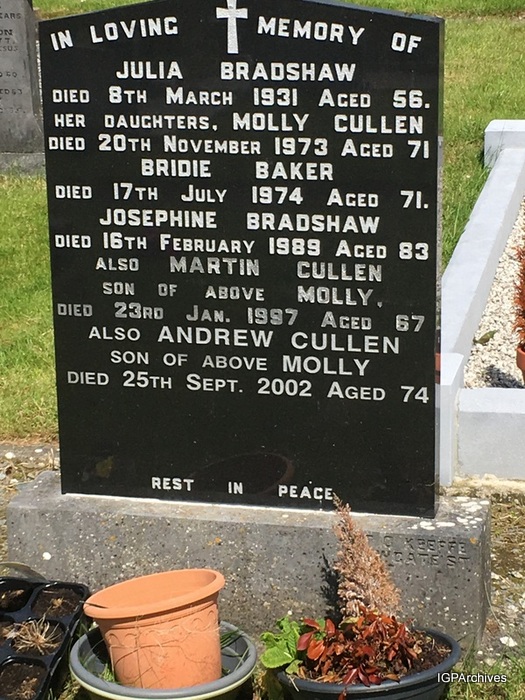 IN LOVING MEMORY OF
JULIA BRADSHAW
DIED 8TH MARCH 1931 AGED 56.
HER DAUGHTERS, MOLLY CULLEN
DIED 20TH NOVEMBER 1973 AGED 71
BRIDIE BAKER
DIED 17TH JULY 1974 AGED 71.
JOSEPHINE BRADSHAW
DIED 16TH FEBRUARY 1989 AGED 83
ALSO MARTIN CULLEN
SON OF ABOVE MOLLY,
DIED 23RD JAN. 1997 AGED 67
ALSO ANDREW CULLEN
SON OF ABOVE MOLLY
DIED 25TH SEPT. 2002 AGED 74
REST IN PEACE
IGPArchives